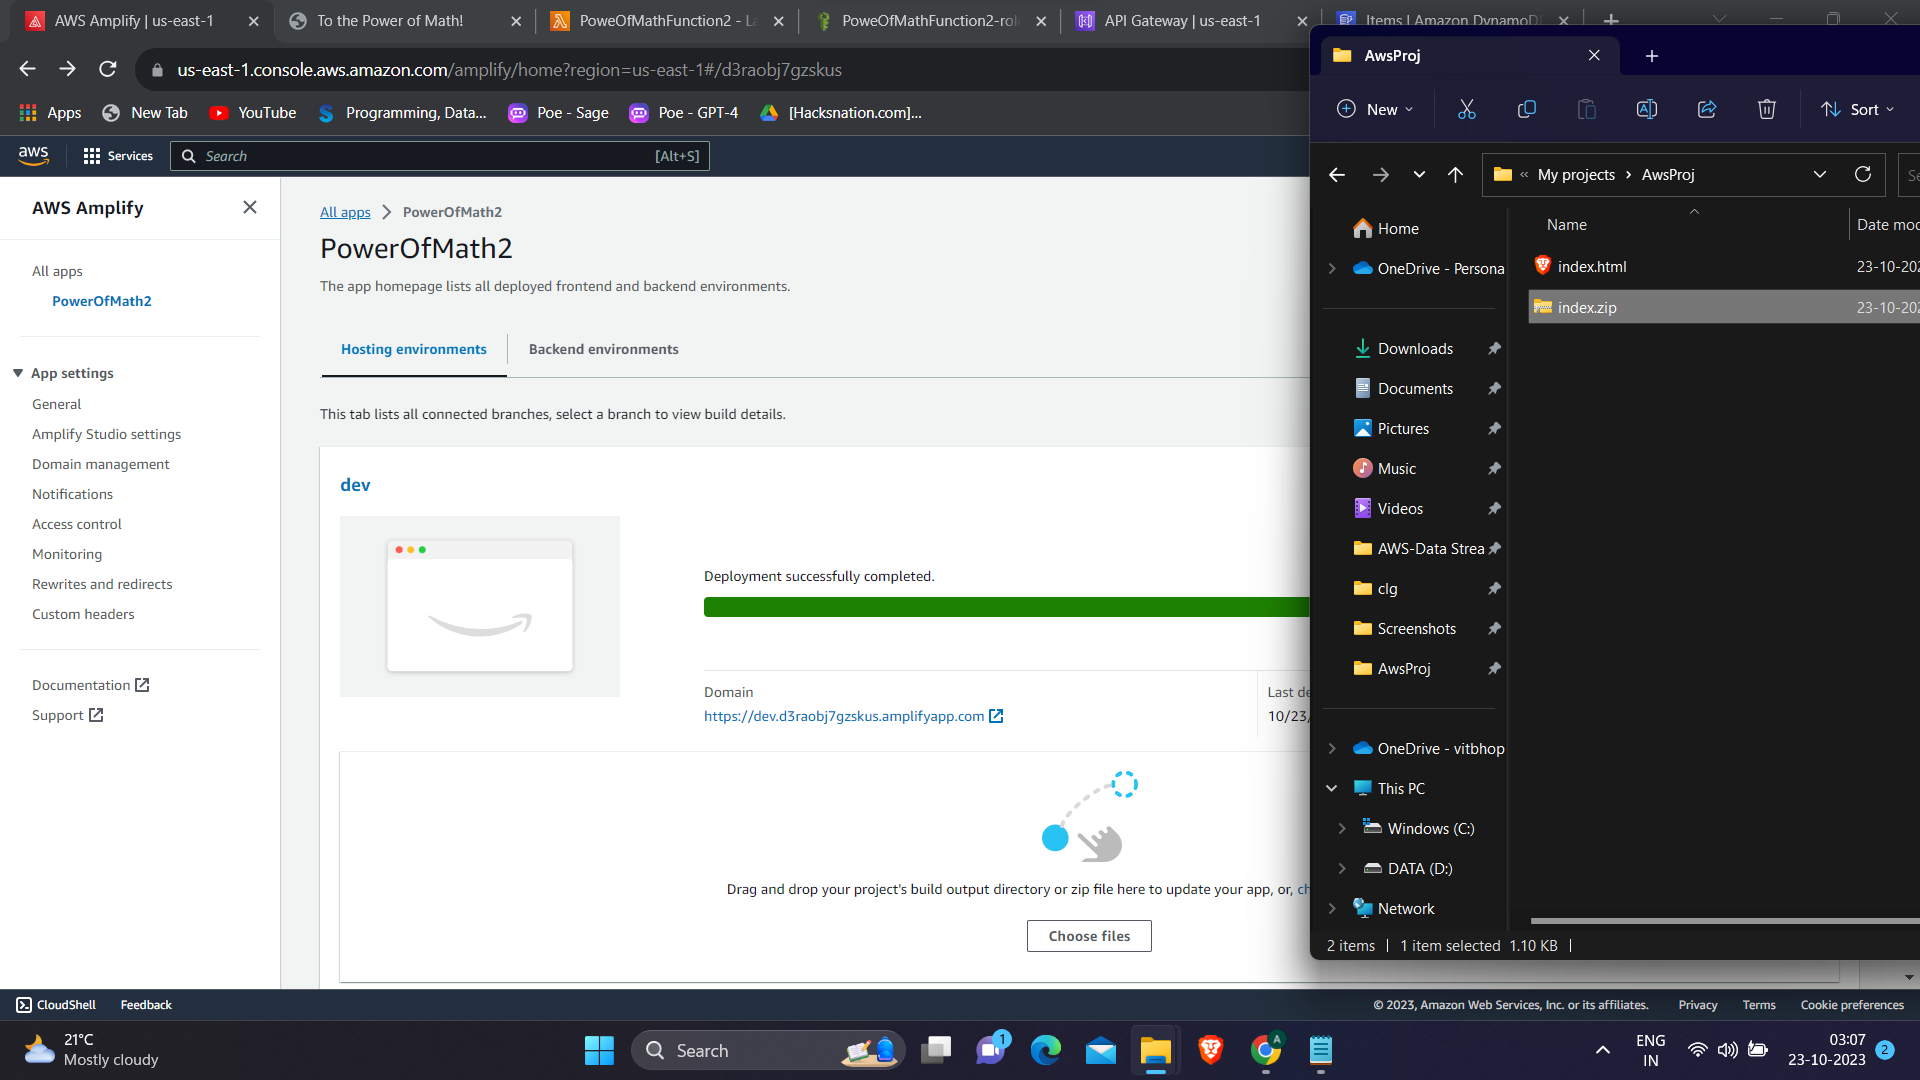 AWS Amplify | us-east-1
To the Power of Math!
PoweOfMathFunction2 - La
PoweOfMathFunction2-rol
API Gateway | us-east-1
Items | Amazon DynamoDB
us-east-1.console.aws.amazon.com/amplify/home?region=us-east-1#/d3raobj7gzskus
Apps
New Tab
YouTube
Programming, Data...
Poe - Sage
Poe - GPT-4
[Hacksnation.com]...
aws
Services
Search
[Alt+S]
AWS Amplify
All apps
PowerOfMath2
App settings
General
Amplify Studio settings
Domain management
Notifications
Access control
Monitoring
Rewrites and redirects
Custom headers
Documentation
Support
All apps
PowerOfMath2
PowerOfMath2
The app homepage lists all deployed frontend and backend environments.
Hosting environments
Backend environments
This tab lists all connected branches, select a branch to view build details.
dev
Deployment successfully completed.
Domain
https://dev.d3raobj7gzskus.amplifyapp.com
Last de
10/23/
Drag and drop your project's build output directory or zip file here to update your app, or, ch
Choose files
AwsProj
New
Sort
My projects
AwsProj
Se
Name
Date mod
index.html
23-10-202
index.zip
23-10-202
Home
OneDrive - Persona
Downloads
Documents
Pictures
Music
Videos
AWS-Data Strea
clg
Screenshots
AwsProj
OneDrive - vitbhop
This PC
Windows (C:)
DATA (D:)
Network
2 items
1 item selected 1.10 KB
CloudShell
Feedback
© 2023, Amazon Web Services, Inc. or its affiliates.
Privacy
Terms
Cookie preferences
21°C
Mostly cloudy
Search
1
A
ENG
IN
03:07
23-10-2023
2